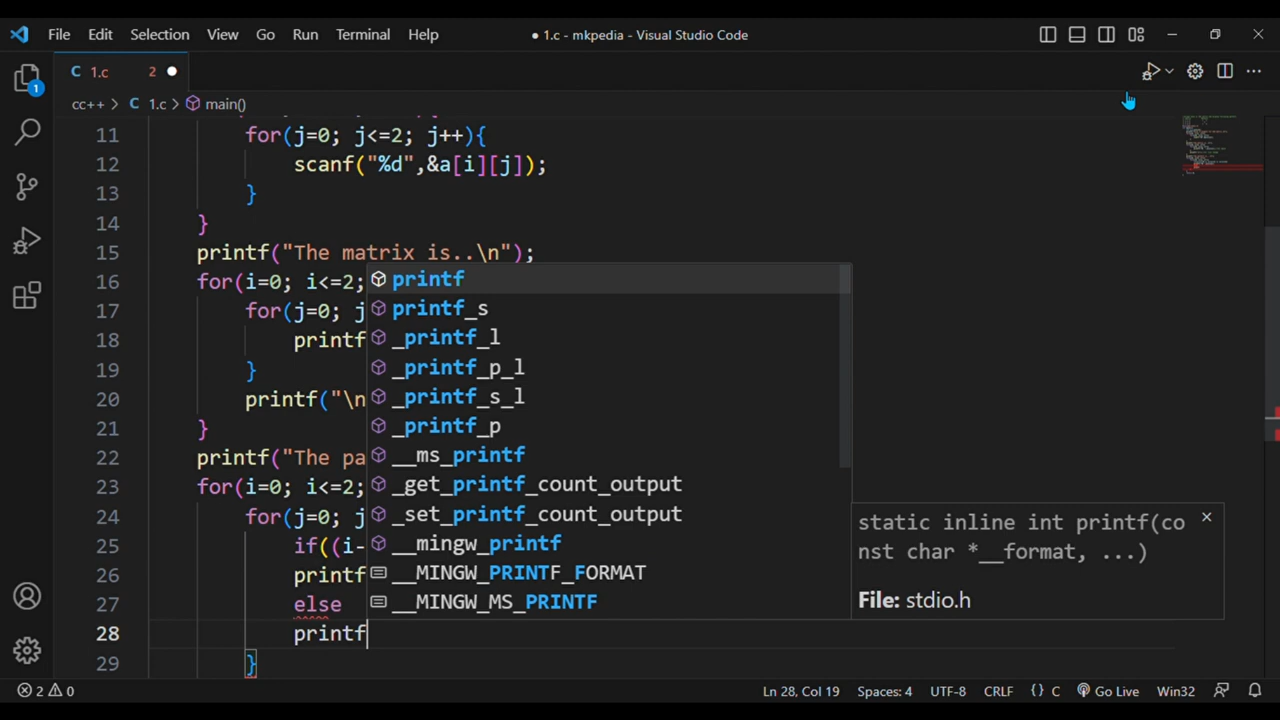 File Edit Selection View Go Run Terminal Help ● 1.c - mkpedia - Visual Studio Code
1 C 1.c 2 ●
cc++ > C 1.c > main()
11 for(j=0; j<=2; j++){
12 scanf("%d",&a[i][j]);
13 }
14 }
15 printf("The matrix is..\n");
16 for(i=0; i<=2; printf
17 for(j=0; j printf_s
18 printf _printf_l
19 } _printf_p_l
20 printf("\n _printf_s_l
21 } _printf_p
22 printf("The pa __ms_printf
23 for(i=0; i<=2; _get_printf_count_output
24 for(j=0; j _set_printf_count_output static inline int printf(co
25 if((i- __mingw_printf nst char *__format, ...)
26 printf __MINGW_PRINTF_FORMAT
27 else __MINGW_MS_PRINTF File: stdio.h
28 printf
29 }
2 0 Ln 28, Col 19 Spaces: 4 UTF-8 CRLF {} C Go Live Win32